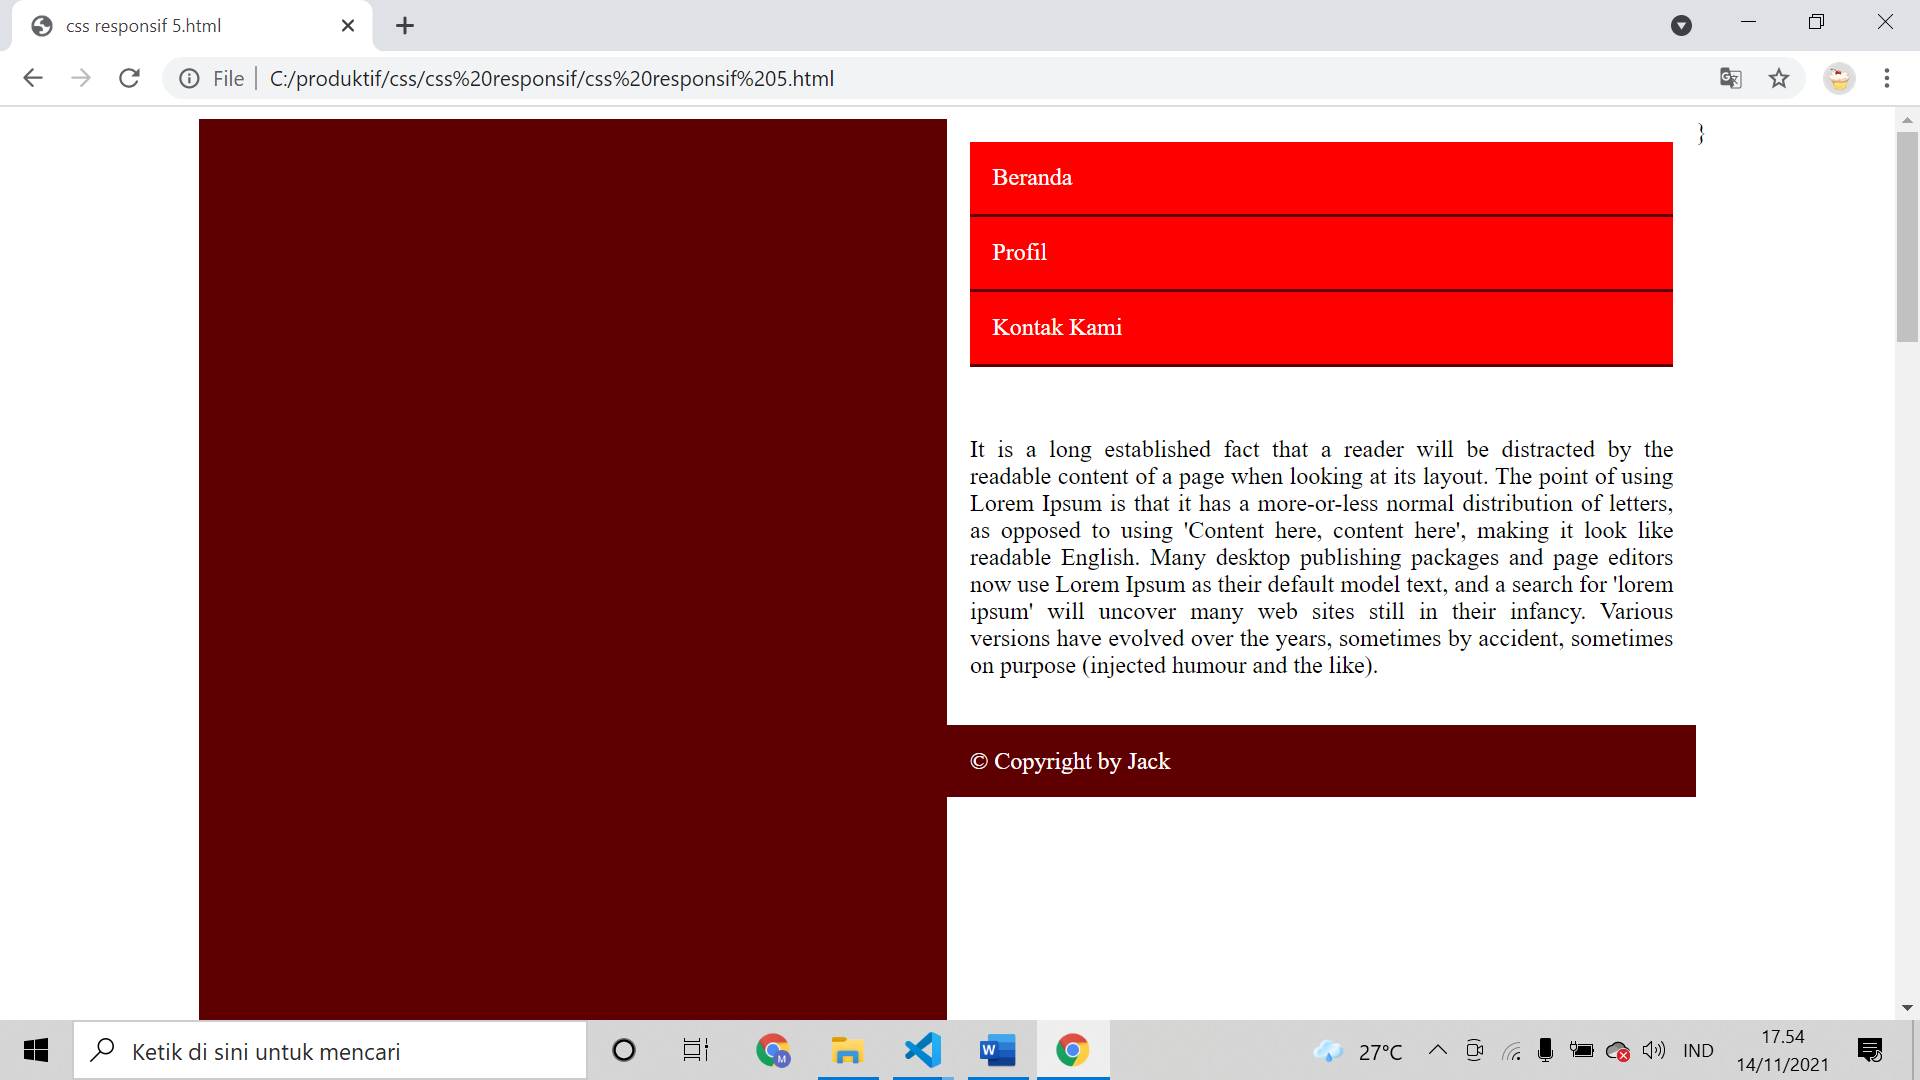 css responsif 5.html
File
C:/produktif/css/css%20responsif/css%20responsif%205.html
}
Beranda
Profil
Kontak Kami
It is a long established fact that a reader will be distracted by the
readable content of a page when looking at its layout. The point of using
Lorem Ipsum is that it has a more-or-less normal distribution of letters,
as opposed to using 'Content here, content here', making it look like
readable English. Many desktop publishing packages and page editors
now use Lorem Ipsum as their default model text, and a search for 'lorem
ipsum' will uncover many web sites still in their infancy. Various
versions have evolved over the years, sometimes by accident, sometimes
on purpose (injected humour and the like).
© Copyright by Jack
Ketik di sini untuk mencari
M
W
27°C
IND
17.54
14/11/2021